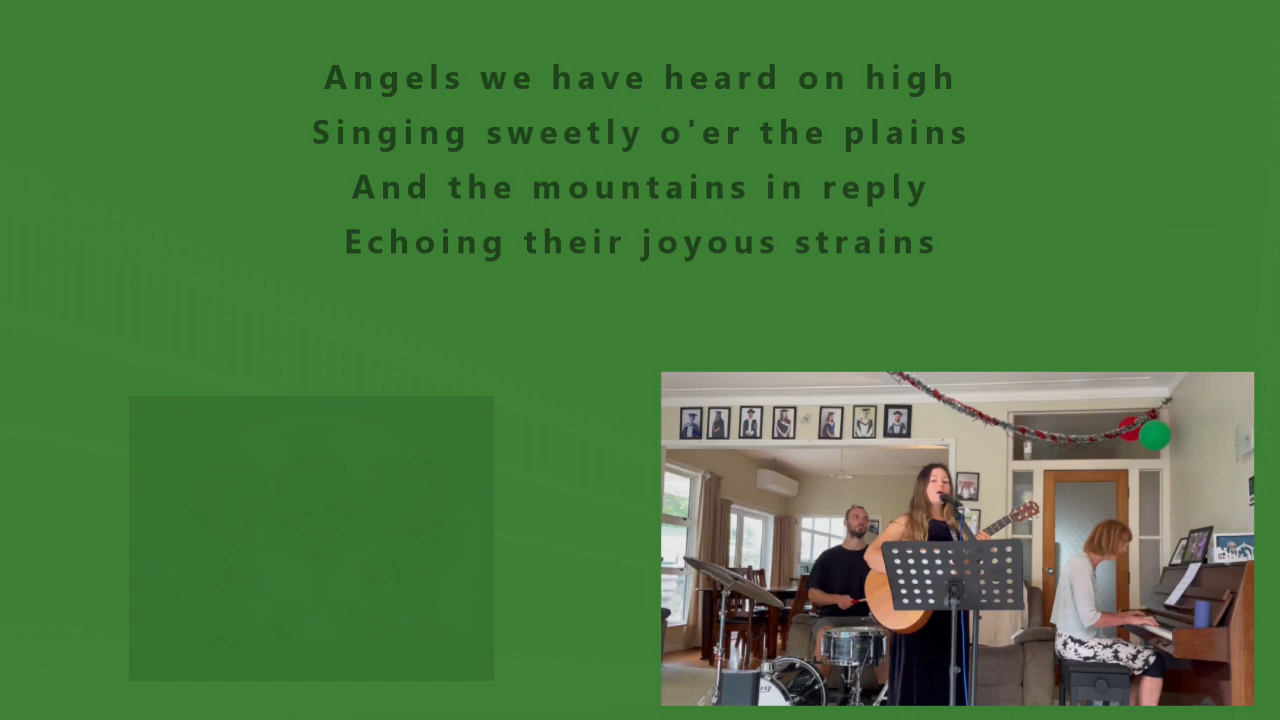 Angels we have heard on high
Singing sweetly o'er the plains
And the mountains in reply
Echoing their joyous strains